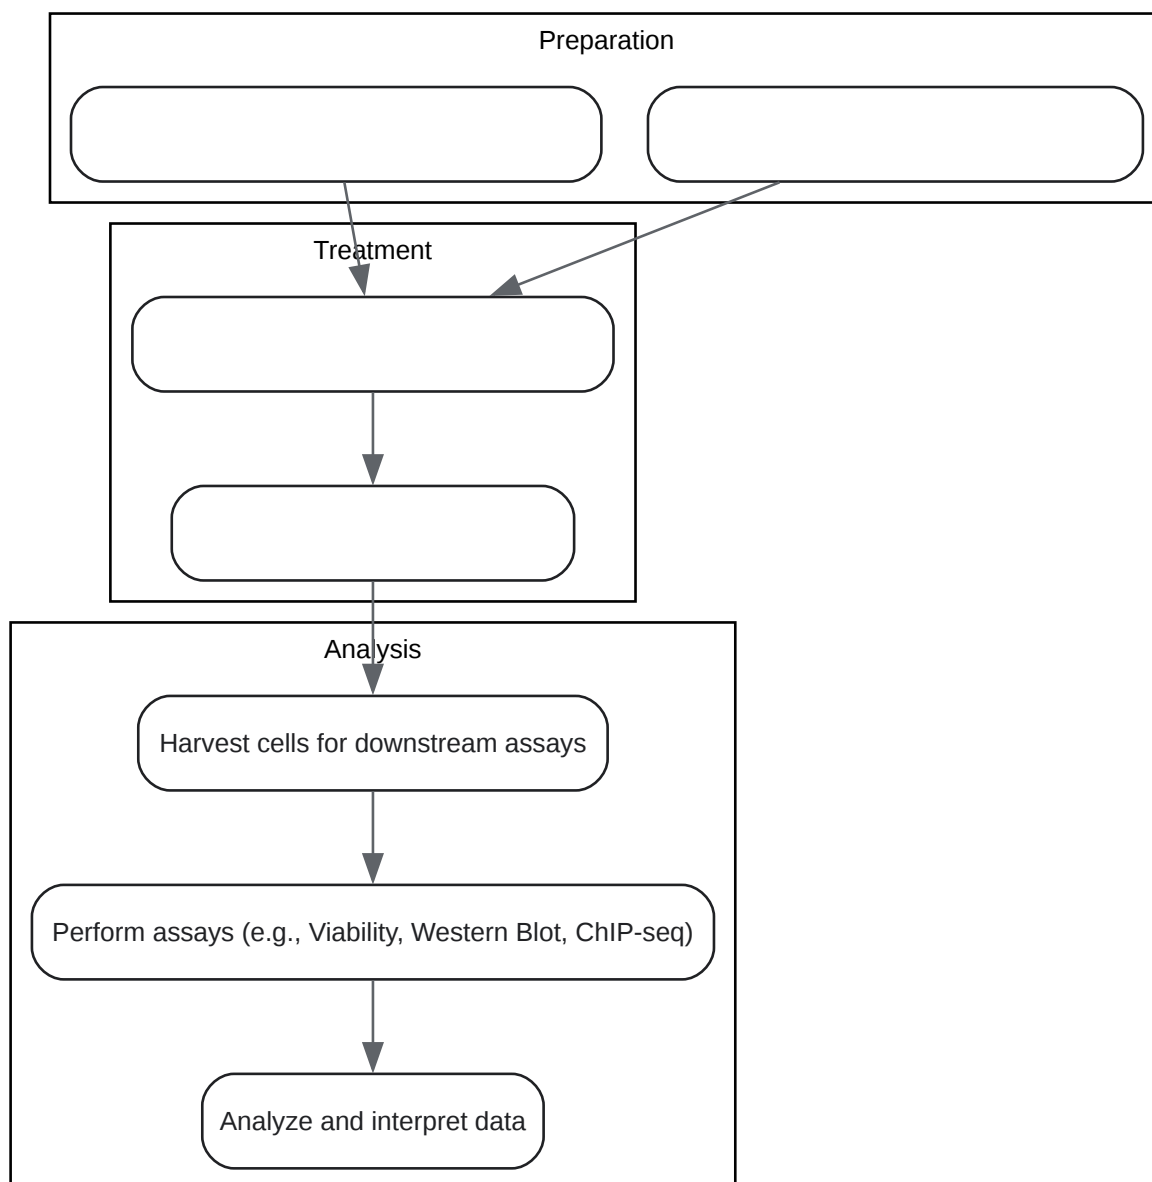 Preparation
Treatment
Analysis
Harvest cells for downstream assays
Perform assays (e.g., Viability, Western Blot, ChIP-seq)
Analyze and interpret data